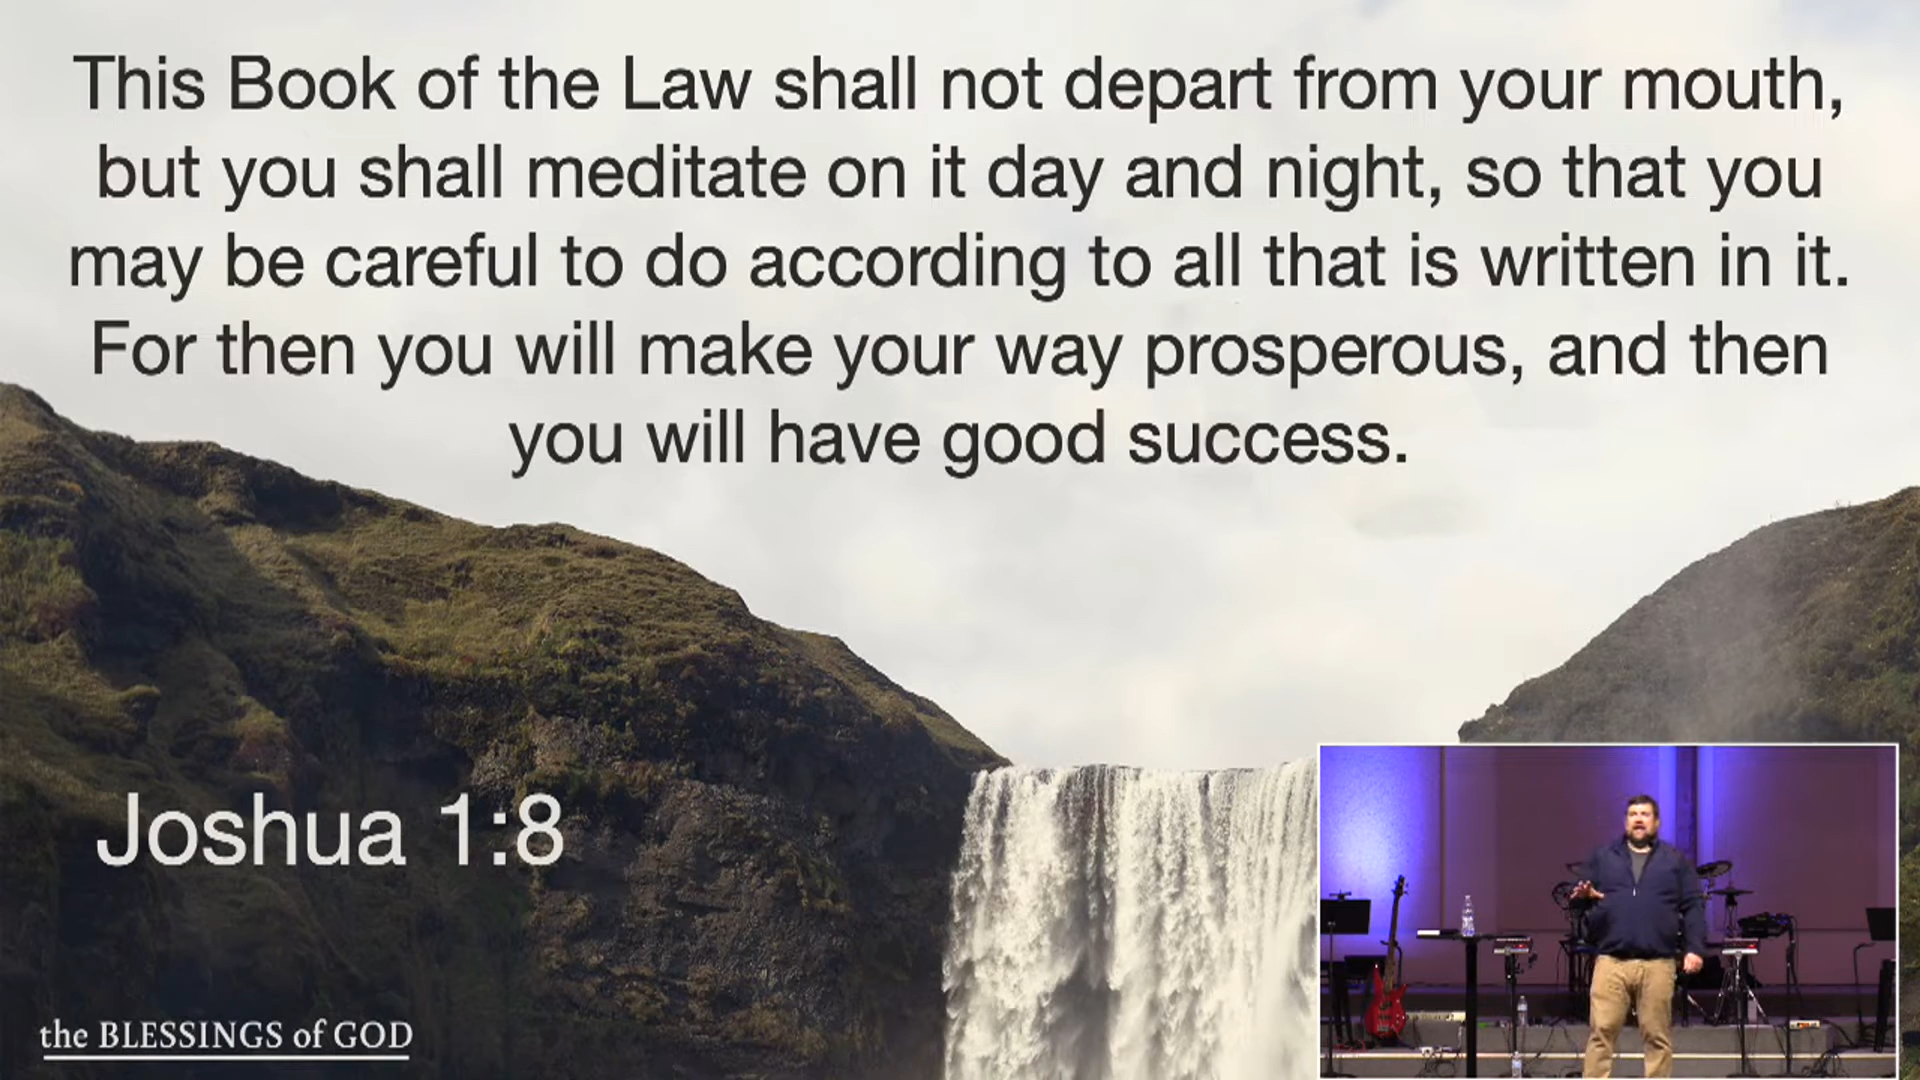 This Book of the Law shall not depart from your mouth,
but you shall meditate on it day and night, so that you
may be careful to do according to all that is written in it.
For then you will make your way prosperous, and then
you will have good success.
Joshua 1:8
the BLESSINGS of GOD